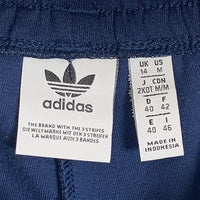 adidas
THE BRAND WITH THE 3 STRIPES
DIE WELTMARKE MIT DEN 3 STREIFEN
LA MARQUE AUX 3 BANDES
UK US
14 M
J CDN
2XOT M/M
D F
40 42
E I
40 46
MADE IN
INDONESIA